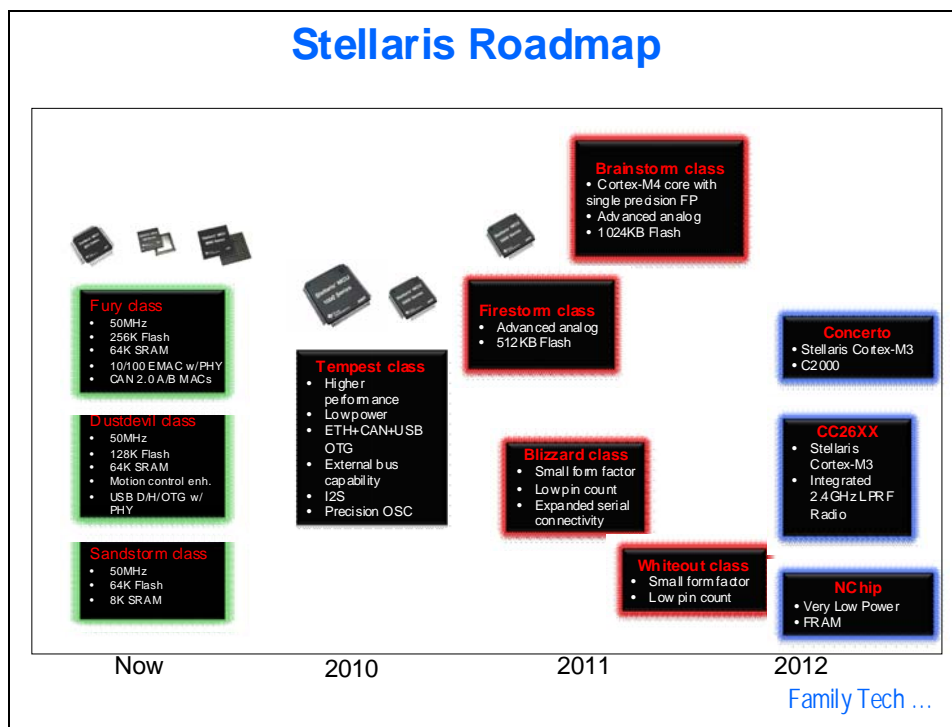 Stellaris Roadmap
Brainstorm class
• Cortex-M4 core with
single precision FP
• Advanced analog
• 1024KB Flash
Fury class
• 50MHz
• 256K Flash
• 64K SRAM
• 10/100 EMAC w/PHY
• CAN 2.0 A/B MACs
Dustdevil class
• 50MHz
• 128K Flash
• 64K SRAM
• Motion control enh.
• USB D/H/OTG w/
PHY
Sandstorm class
• 50MHz
• 64K Flash
• 8K SRAM
Stellaris MCU
1000 Series
Tempest class
• Higher
performance
• Low power
• ETH+CAN+USB
OTG
• External bus
capability
• I2S
• Precision OSC
Firestorm class
• Advanced analog
• 512KB Flash
Blizzard class
• Small form factor
• Low pin count
• Expanded serial
connectivity
Whiteout class
• Small form factor
• Low pin count
Concerto
• Stellaris Cortex-M3
• C2000
CC26XX
• Stellaris
Cortex-M3
• Integrated
2.4GHz LPRF
Radio
NChip
• Very Low Power
• FRAM
Now
2010
2011
2012
Family Tech ...